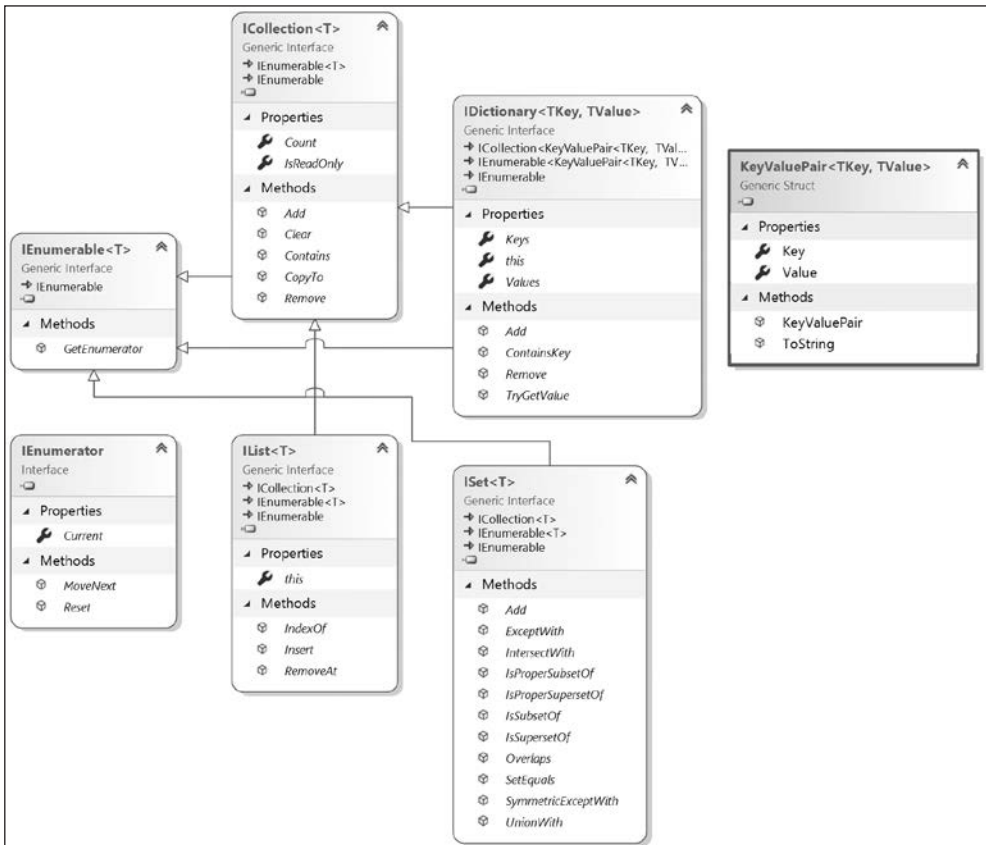 ICollection<T>
Generic Interface
IEnumerable<T>
IEnumerable
Properties
Count
IsReadOnly
Methods
Add
Clear
Contains
CopyTo
Remove
IDictionary<TKey, TValue>
Generic Interface
ICollection<KeyValuePair<TKey, TVal...
IEnumerable<KeyValuePair<TKey, TV...
IEnumerable
Properties
Keys
this
Values
Methods
Add
ContainsKey
Remove
TryGetValue
KeyValuePair<TKey, TValue>
Generic Struct
Properties
Key
Value
Methods
KeyValuePair
ToString
IEnumerable<T>
Generic Interface
IEnumerable
Methods
GetEnumerator
IEnumerator
Interface
Properties
Current
Methods
MoveNext
Reset
IList<T>
Generic Interface
ICollection<T>
IEnumerable<T>
IEnumerable
Properties
this
Methods
IndexOf
Insert
RemoveAt
ISet<T>
Generic Interface
ICollection<T>
IEnumerable<T>
IEnumerable
Methods
Add
ExceptWith
IntersectWith
IsProperSubsetOf
IsProperSupersetOf
IsSubsetOf
IsSupersetOf
Overlaps
SetEquals
SymmetricExceptWith
UnionWith